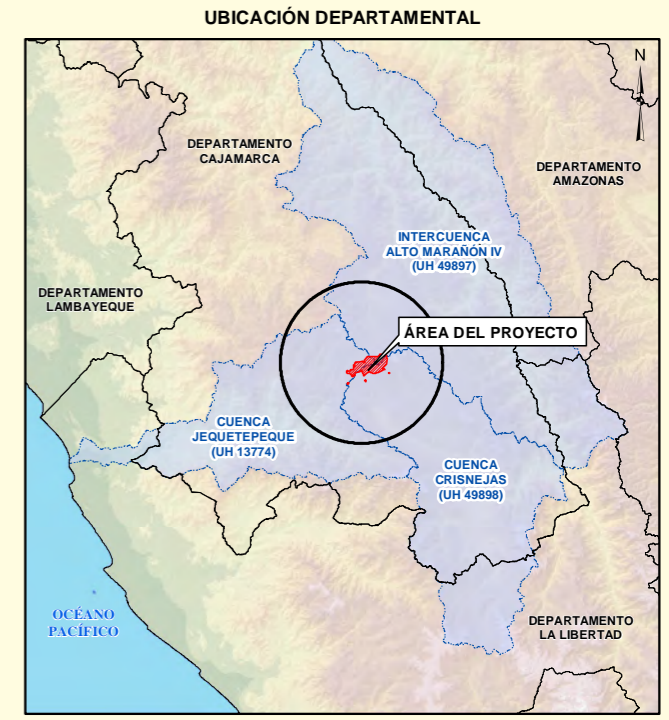 UBICACIÓN DEPARTAMENTAL
N
DEPARTAMENTO
CAJAMARCA
DEPARTAMENTO
AMAZONAS
INTERCUENCA
ALTO MARAÑÓN IV
(UH 49897)
DEPARTAMENTO
LAMBAYEQUE
ÁREA DEL PROYECTO
CUENCA
JEQUETEPEQUE
(UH 13774)
CUENCA
CRISNEJAS
(UH 49898)
OCÉANO
PACÍFICO
DEPARTAMENTO
LA LIBERTAD